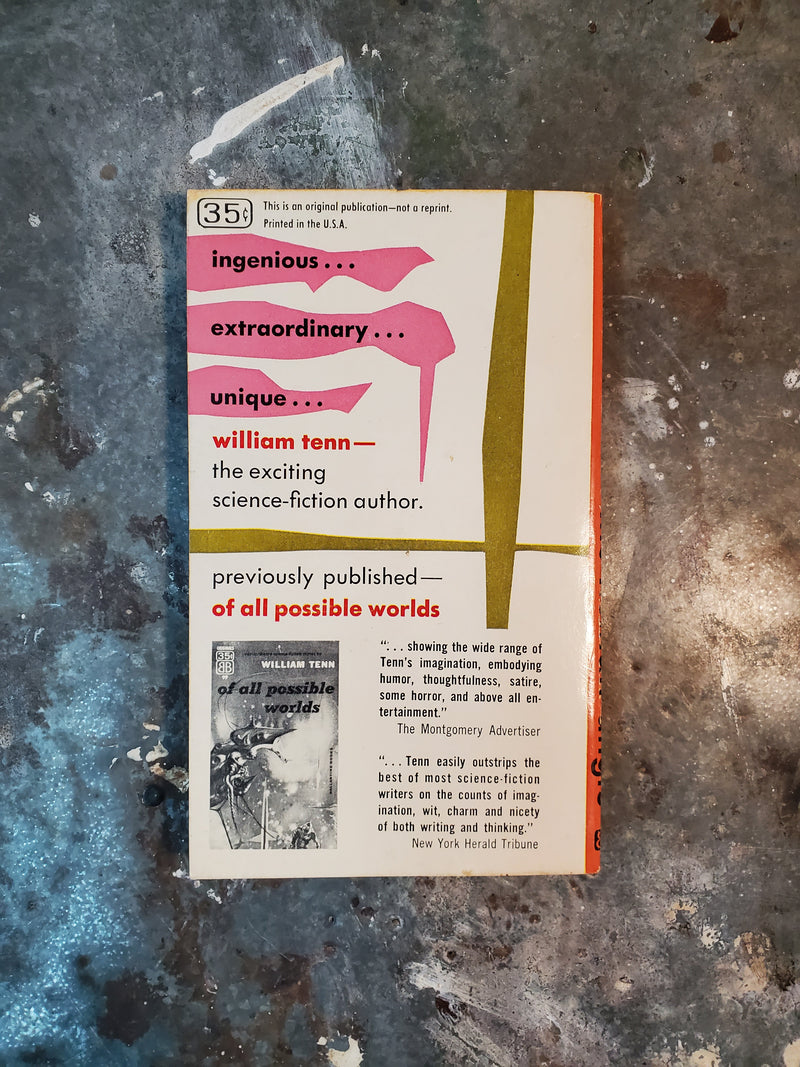 35¢
This is an original publication—not a reprint.
Printed in the U.S.A.
ingenious...
extraordinary...
unique...
william tenn—
the exciting
science-fiction author.
previously published—
of all possible worlds
35¢
BB
WILLIAM TENN
of all possible
worlds
BALLANTINE BOOKS
“... showing the wide range of
Tenn's imagination, embodying
humor, thoughtfulness, satire,
some horror, and above all en-
tertainment.”
The Montgomery Advertiser
“... Tenn easily outstrips the
best of most science-fiction
writers on the counts of imag-
ination, wit, charm and nicety
of both writing and thinking.”
New York Herald Tribune